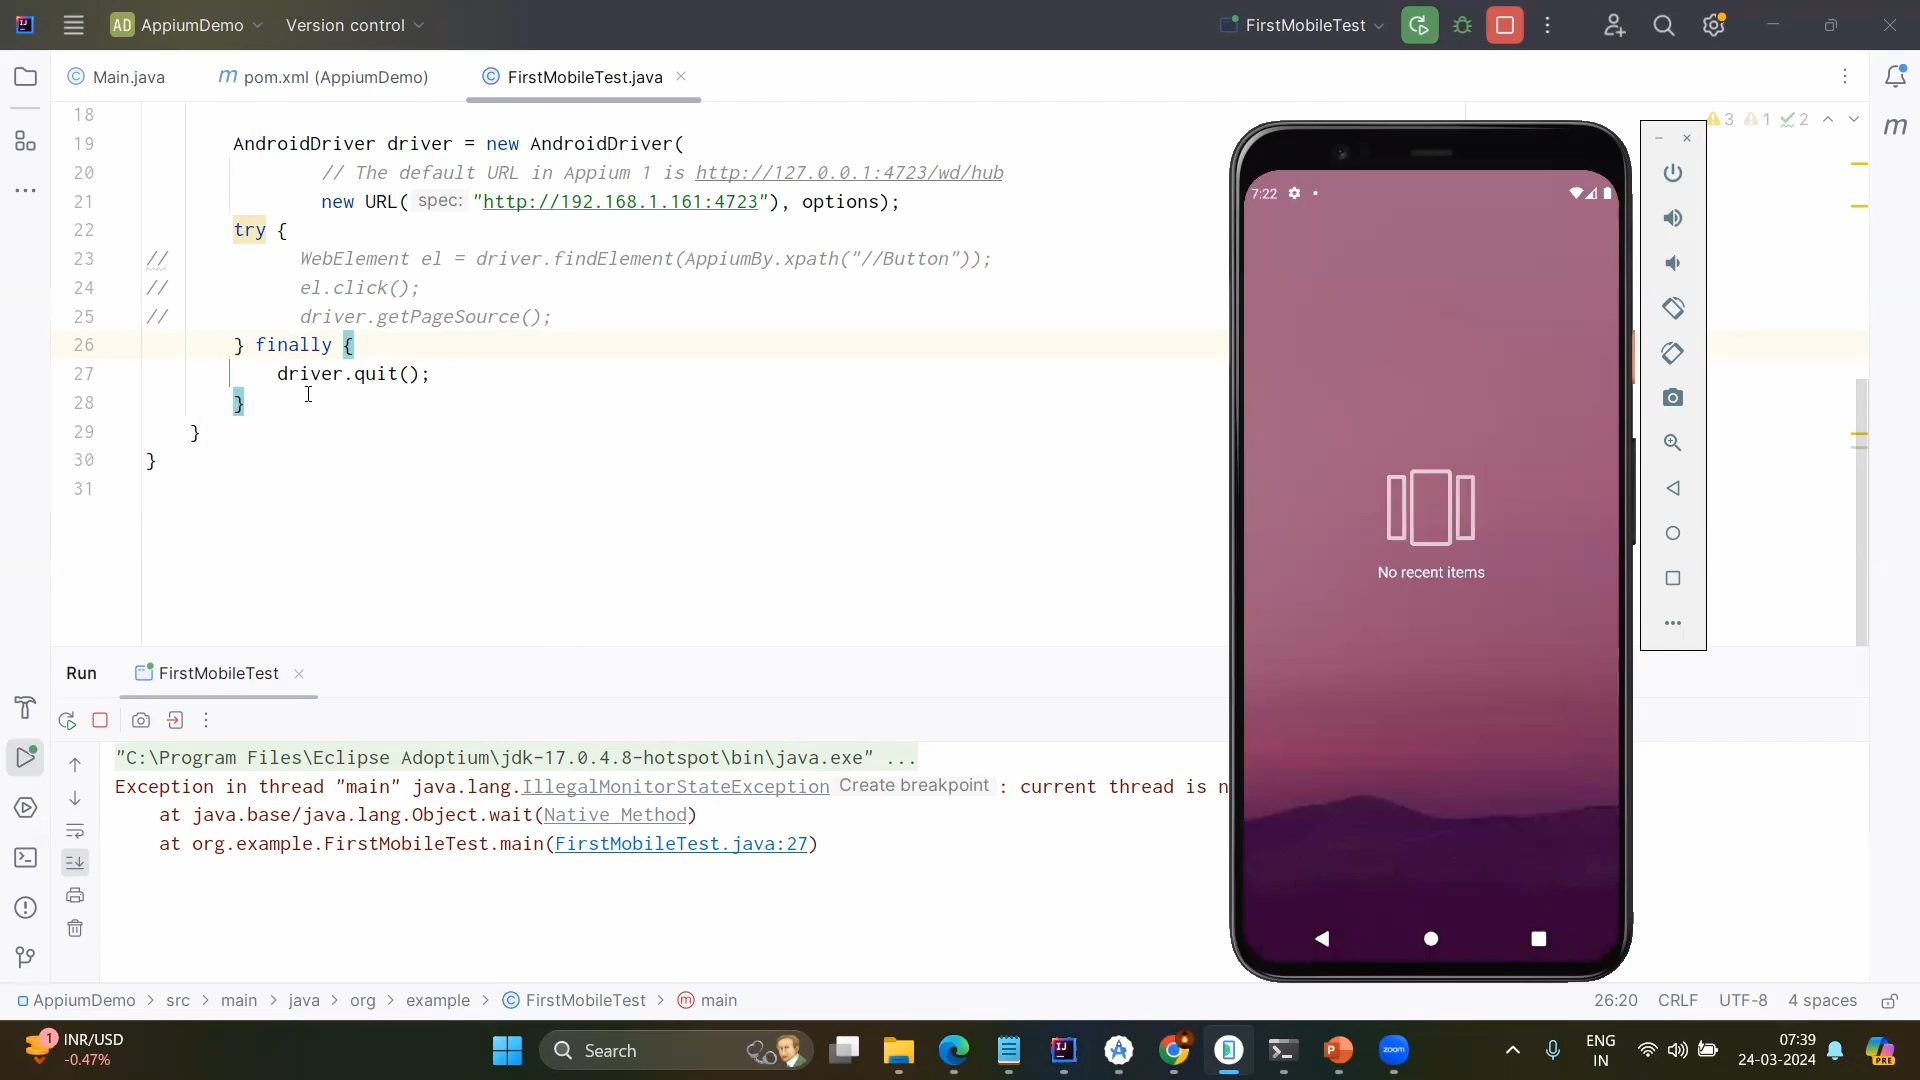 AD AppiumDemo Version control FirstMobileTest
Main.java pom.xml (AppiumDemo) FirstMobileTest.java
18
19 AndroidDriver driver = new AndroidDriver(
20 // The default URL in Appium 1 is http://127.0.0.1:4723/wd/hub
21 new URL( spec: "http://192.168.1.161:4723"), options);
22 try {
23 // WebElement el = driver.findElement(AppiumBy.xpath("//Button"));
24 // el.click();
25 // driver.getPageSource();
26 } finally {
27 driver.quit();
28 }
29 }
30 }
31
3 1 2
7:22
No recent items
Run FirstMobileTest
"C:\Program Files\Eclipse Adoptium\jdk-17.0.4.8-hotspot\bin\java.exe" ...
Exception in thread "main" java.lang.IllegalMonitorStateException Create breakpoint : current thread is n
at java.base/java.lang.Object.wait(Native Method)
at org.example.FirstMobileTest.main(FirstMobileTest.java:27)
AppiumDemo > src > main > java > org > example > FirstMobileTest > main 26:20 CRLF UTF-8 4 spaces
1 INR/USD
-0.47%
Search
zoom
ENG
IN
07:39
24-03-2024
PRE